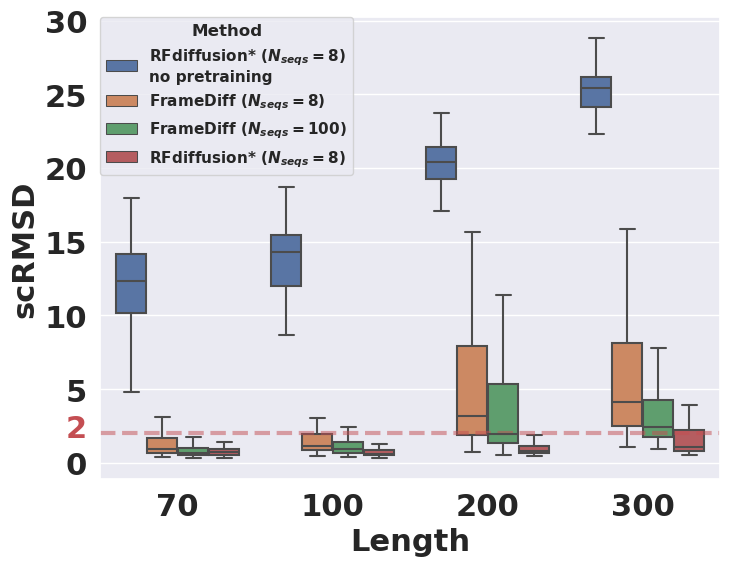 Method
RFdiffusion* (N_seqs = 8)
no pretraining
FrameDiff (N_seqs = 8)
FrameDiff (N_seqs = 100)
RFdiffusion* (N_seqs = 8)
scRMSD
30
25
20
15
10
5
2
0
70 100 200 300
Length